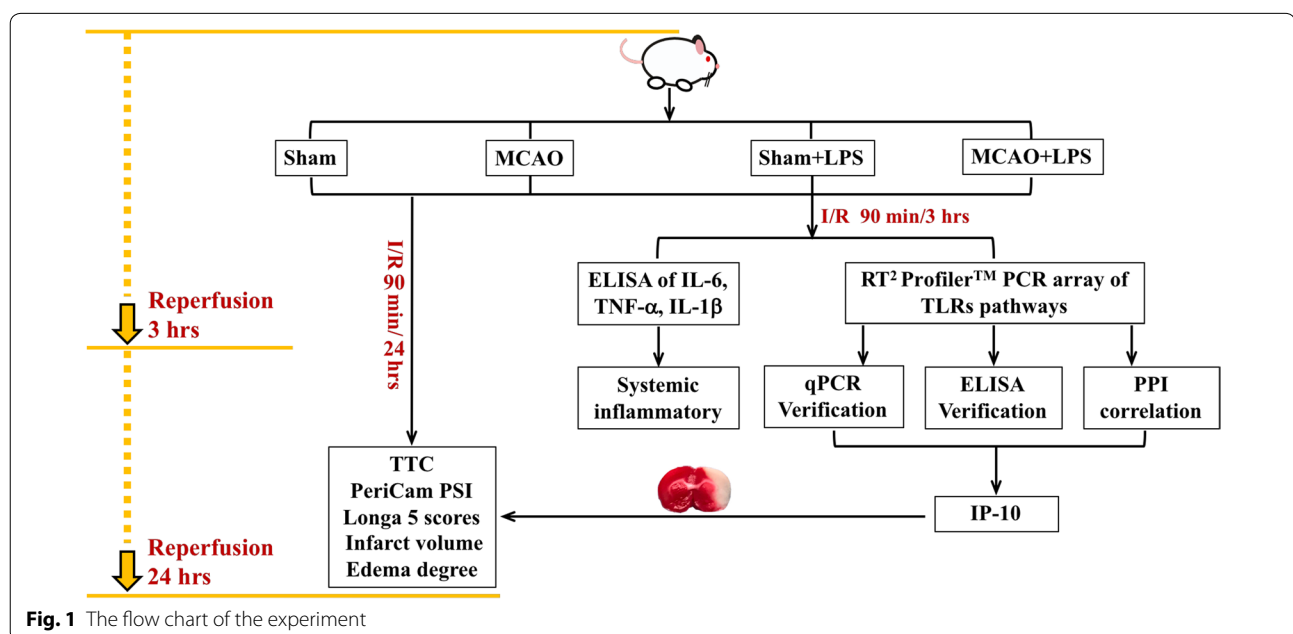 Sham
MCAO
Sham+LPS
MCAO+LPS
I/R 90 min/3 hrs
I/R 90 min/ 24 hrs
ELISA of IL-6,
TNF-α, IL-1β
RT² Profiler™ PCR array of
TLRs pathways
Reperfusion
3 hrs
Systemic
inflammatory
qPCR
Verification
ELISA
Verification
PPI
correlation
TTC
PeriCam PSI
Longa 5 scores
Infarct volume
Edema degree
IP-10
Reperfusion
24 hrs
Fig. 1 The flow chart of the experiment